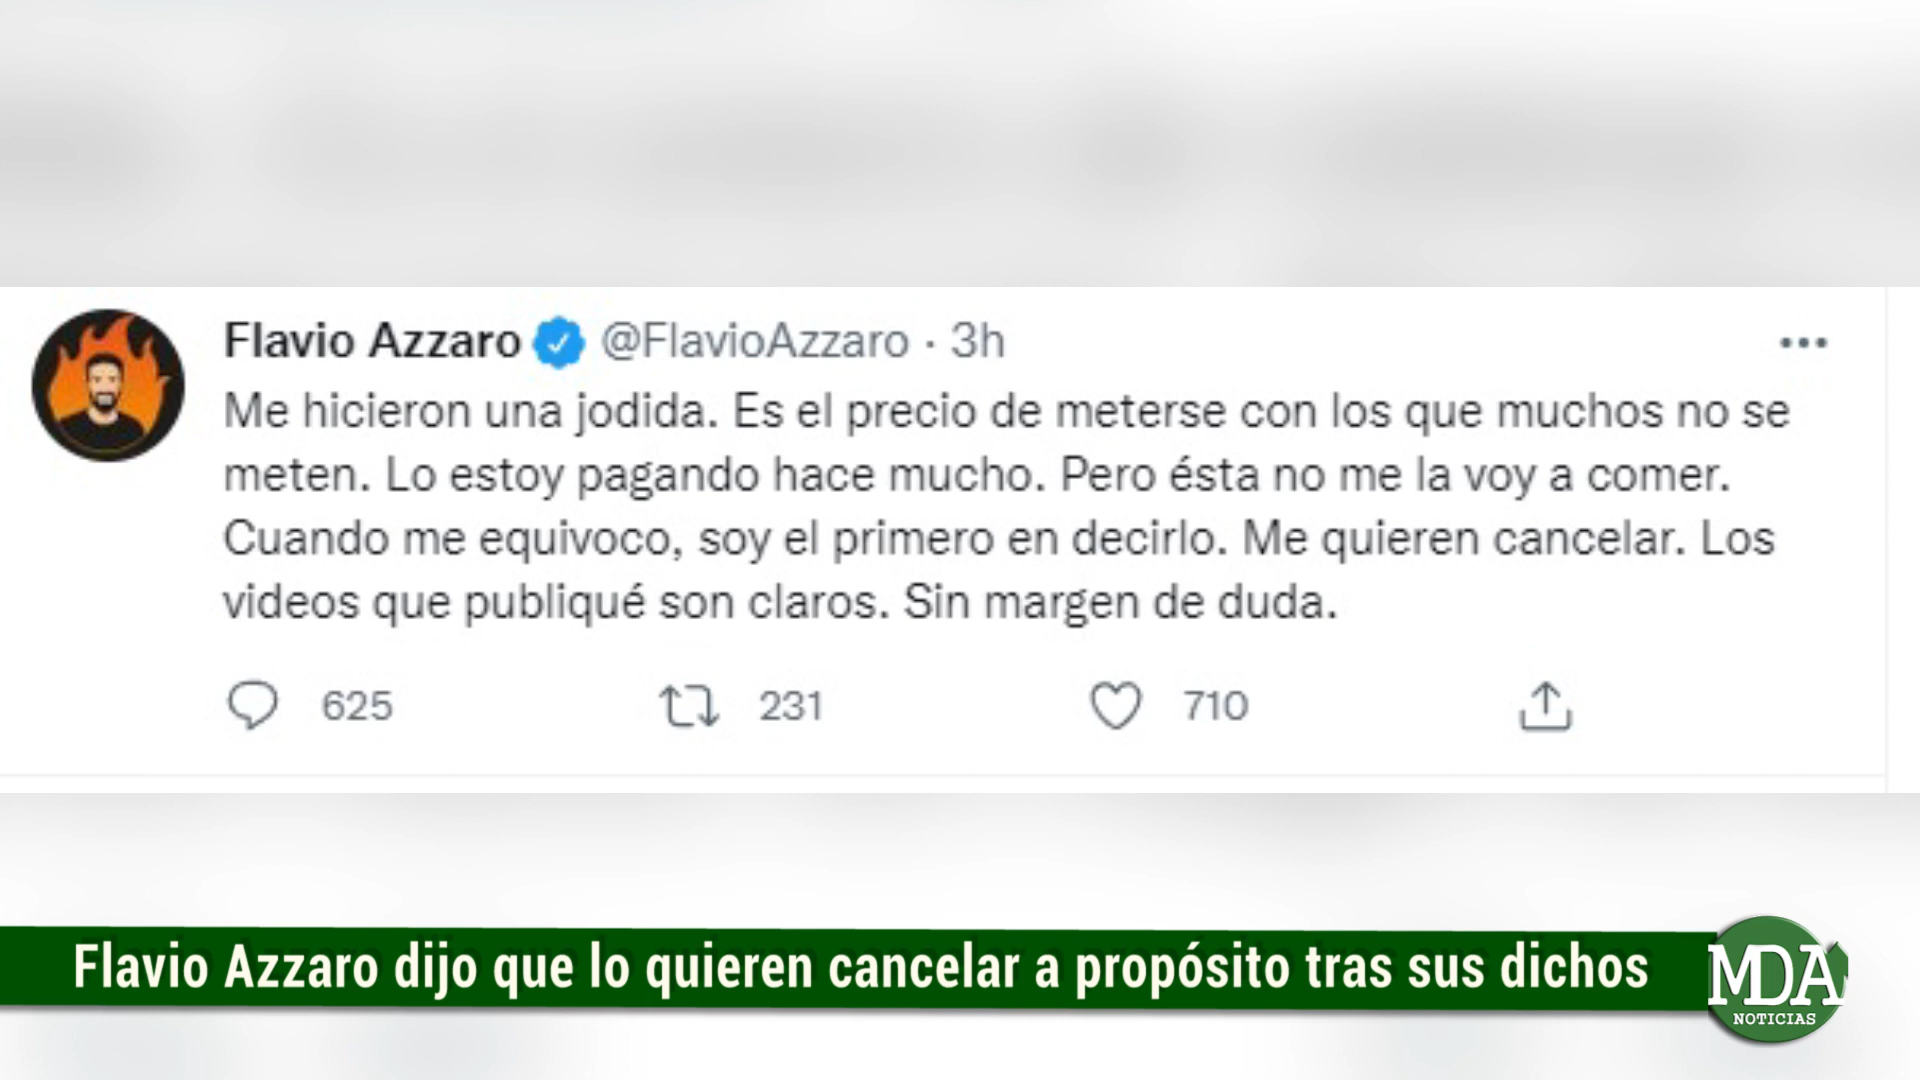 Flavio Azzaro @FlavioAzzaro · 3h
Me hicieron una jodida. Es el precio de meterse con los que muchos no se
meten. Lo estoy pagando hace mucho. Pero ésta no me la voy a comer.
Cuando me equivoco, soy el primero en decirlo. Me quieren cancelar. Los
videos que publiqué son claros. Sin margen de duda.
625 231 710
Flavio Azzaro dijo que lo quieren cancelar a propósito tras sus dichos
MDA
NOTICIAS